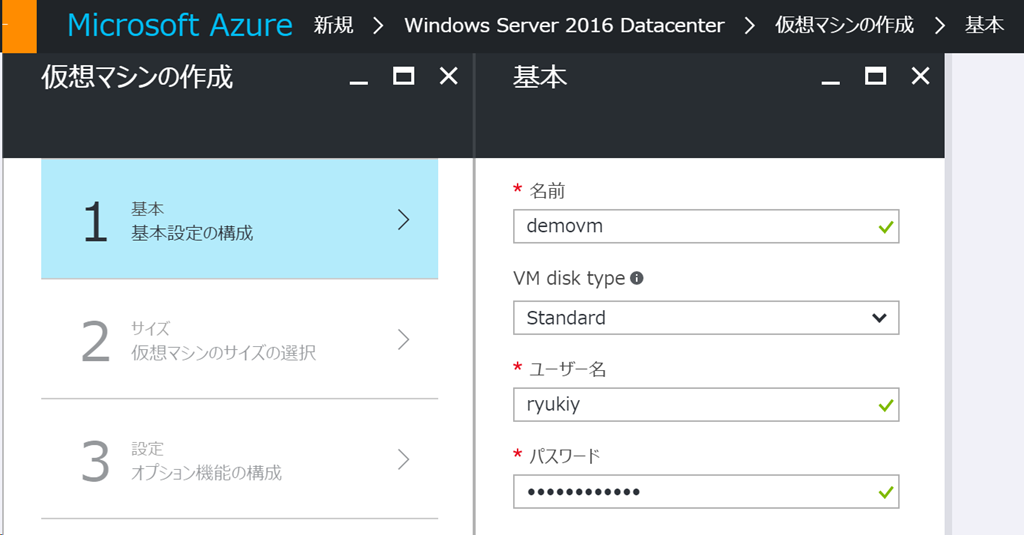 Microsoft Azure 新規 > Windows Server 2016 Datacenter > 仮想マシンの作成 > 基本
仮想マシンの作成
1
基本
基本設定の構成
2
サイズ
仮想マシンのサイズの選択
3
設定
オプション機能の構成
基本
* 名前
demovm
VM disk type
Standard
* ユーザー名
ryukiy
* パスワード
••••••••••••